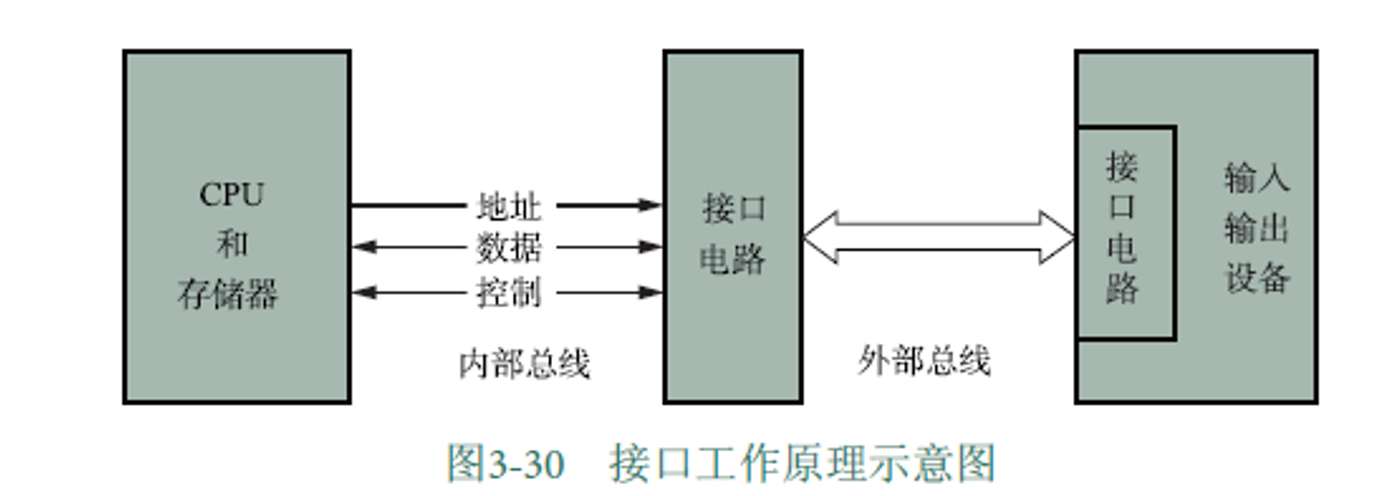 CPU
和
存储器
地址
数据
控制
内部总线
接口
电路
外部总线
接
口
电
路
输入
输出
设备
图3-30 接口工作原理示意图